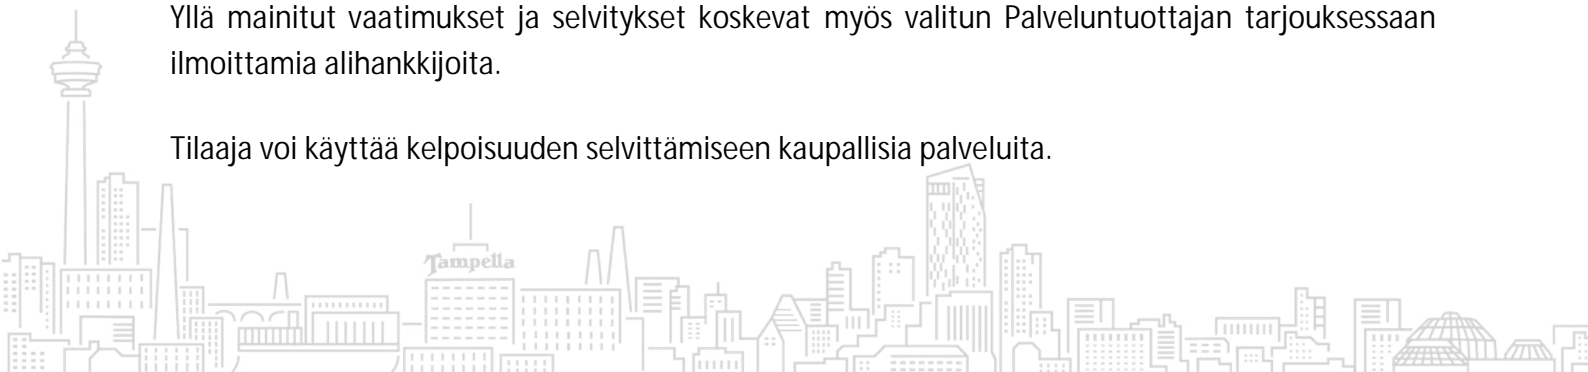 Yllä mainitut vaatimukset ja selvitykset koskevat myös valitun Palveluntuottajan tarjouksessaan
ilmoittamia alihankkijoita.
Tilaaja voi käyttää kelpoisuuden selvittämiseen kaupallisia palveluita.
Tampella